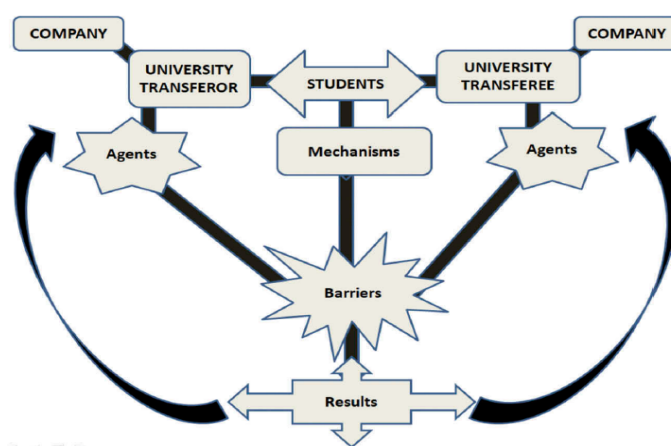 COMPANY
COMPANY
UNIVERSITY
TRANSFEROR
STUDENTS
UNIVERSITY
TRANSFEREE
Agents
Mechanisms
Agents
Barriers
Results